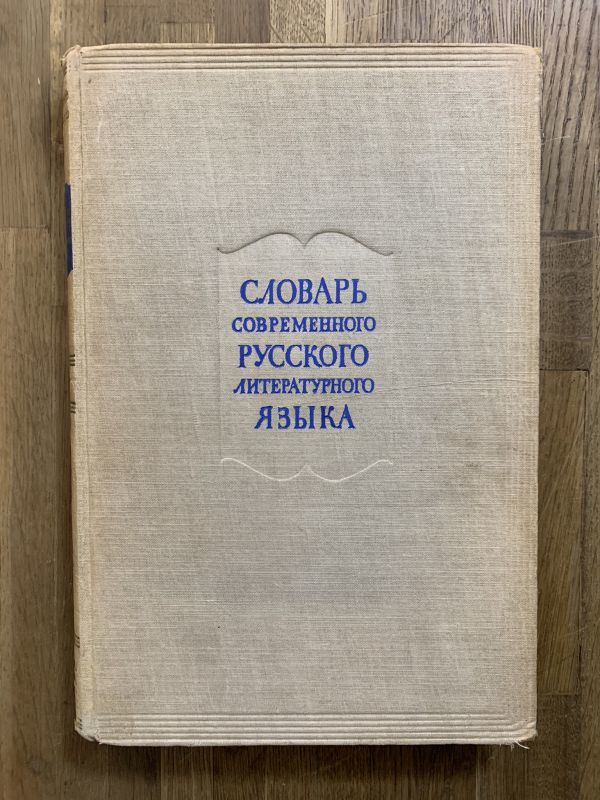 СЛОВАРЬ
СОВРЕМЕННОГО
РУССКОГО
ЛИТЕРАТУРНОГО
ЯЗЫКА